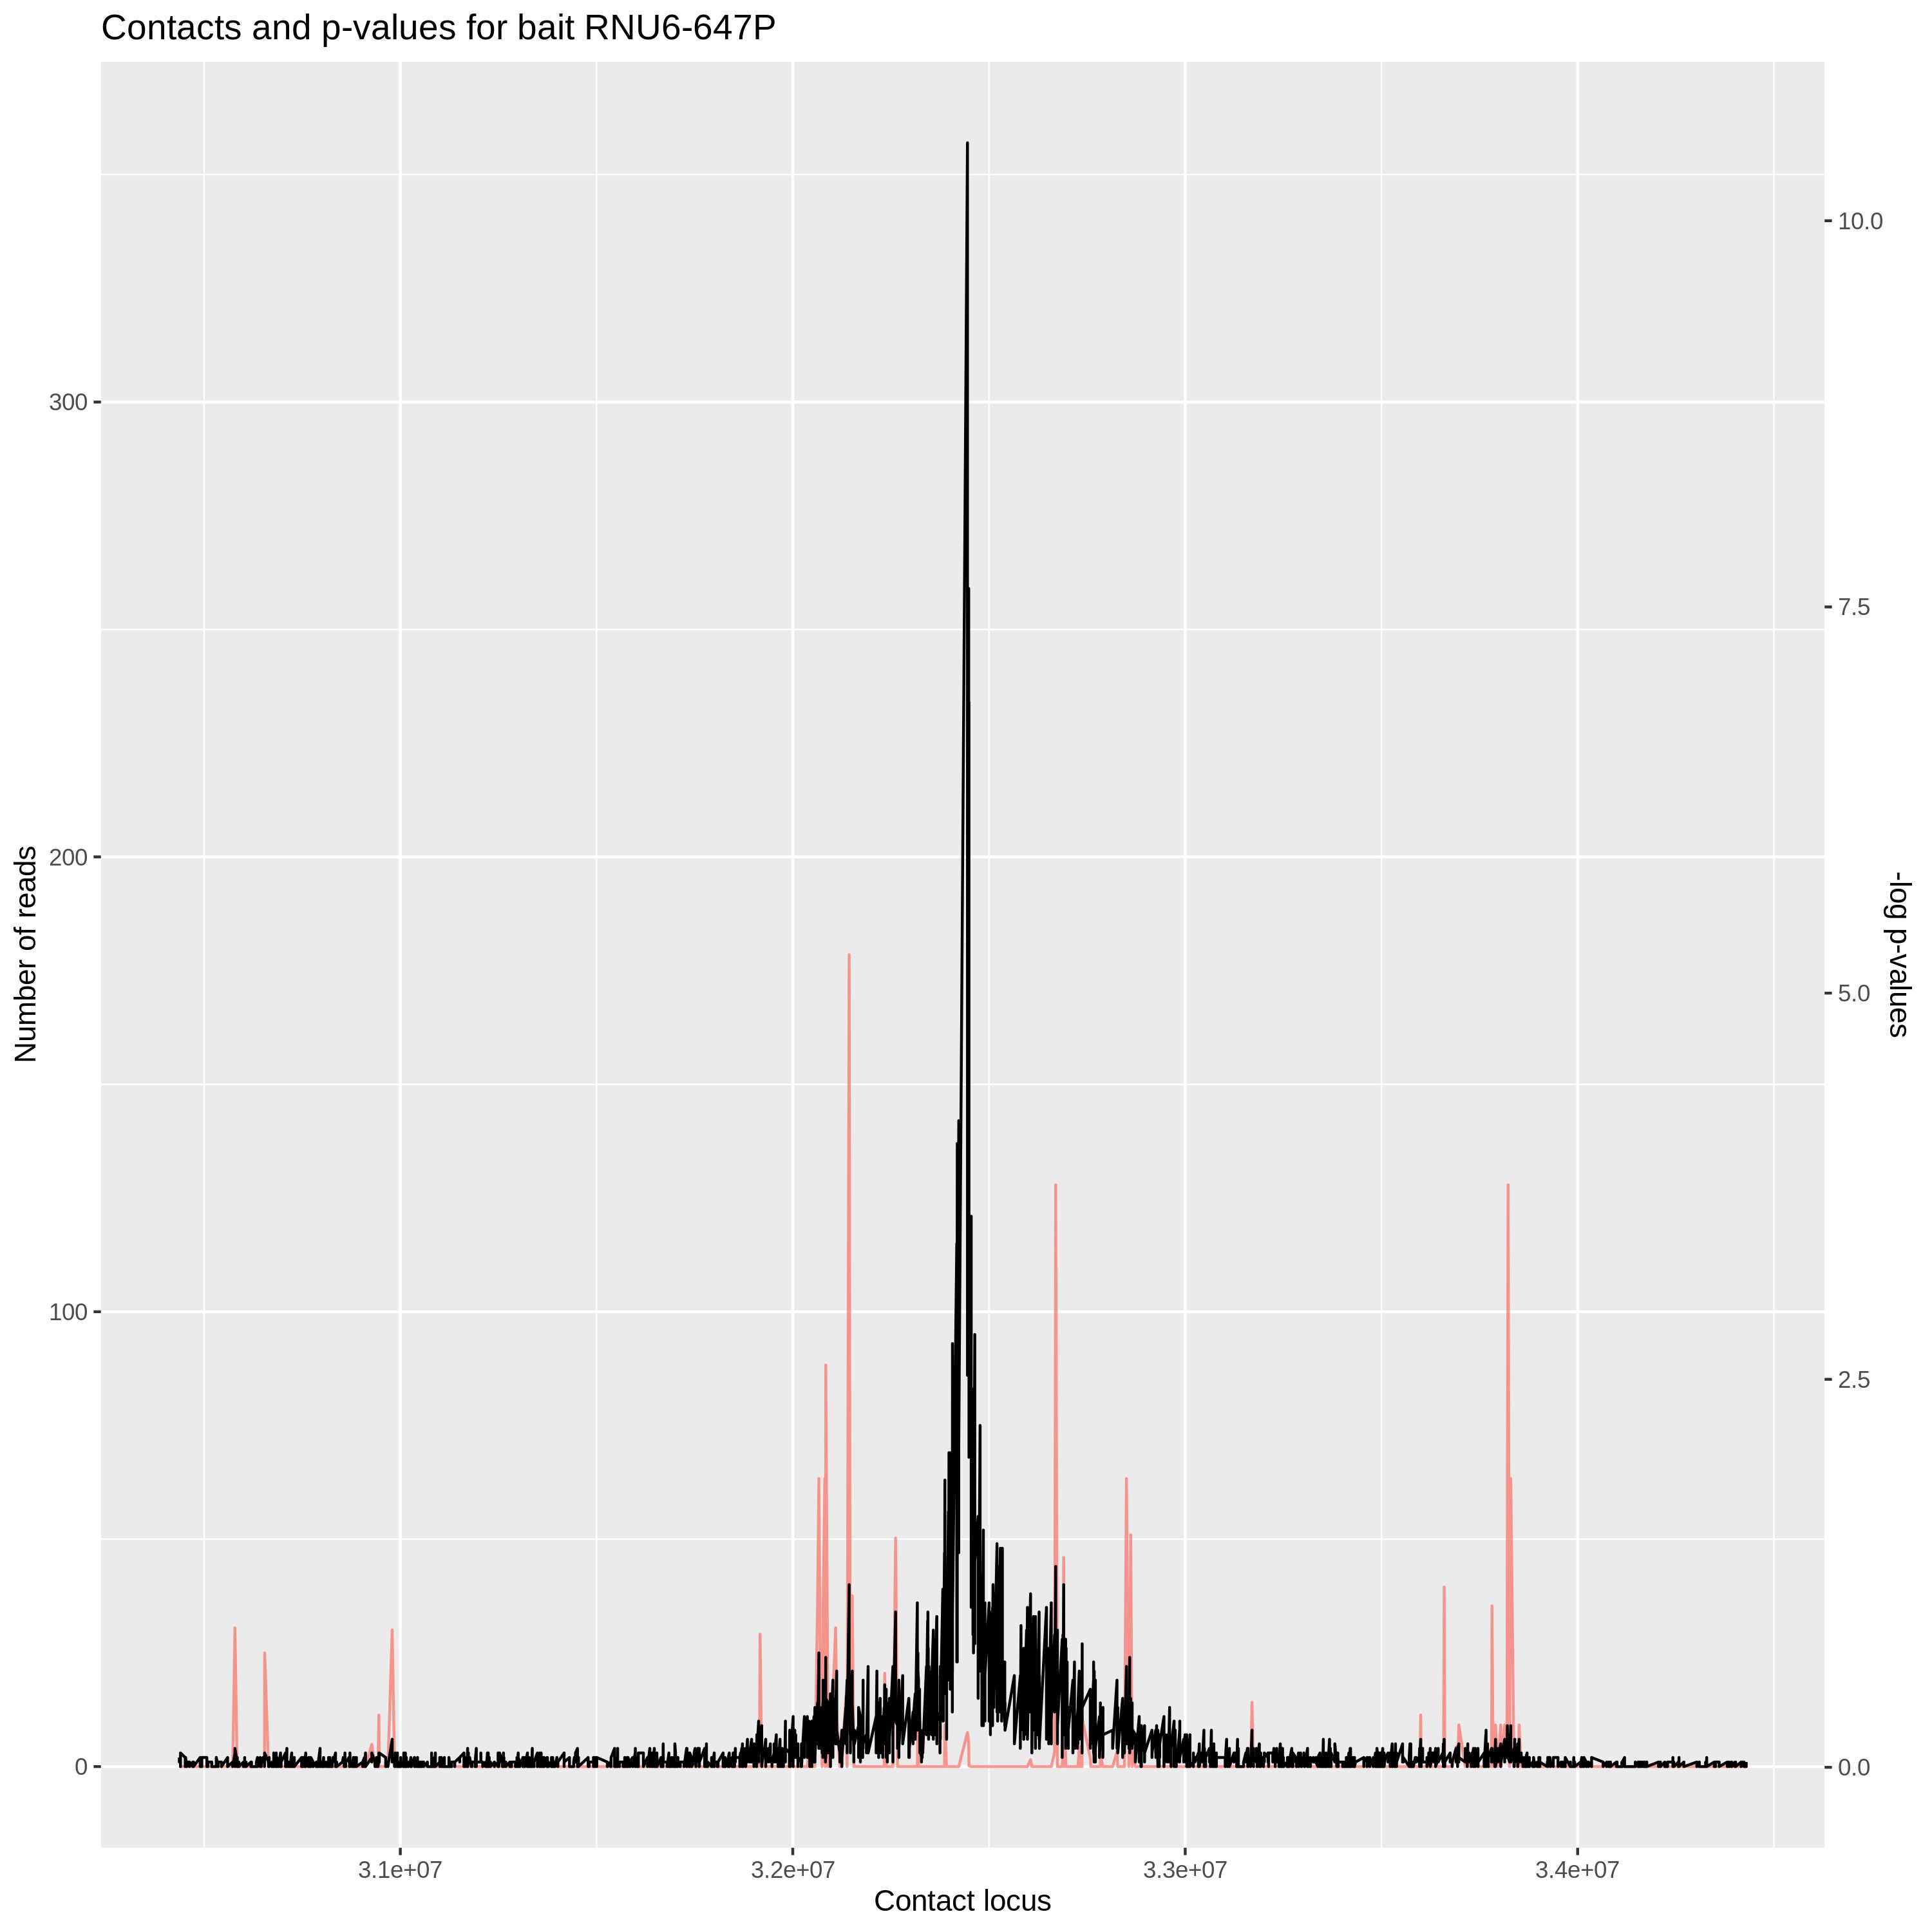 Contacts and p-values for bait RNU6-647P
300
200
100
0
Number of reads
10.0
7.5
5.0
2.5
0.0
-log p-values
3.1e+07
3.2e+07
3.3e+07
3.4e+07
Contact locus